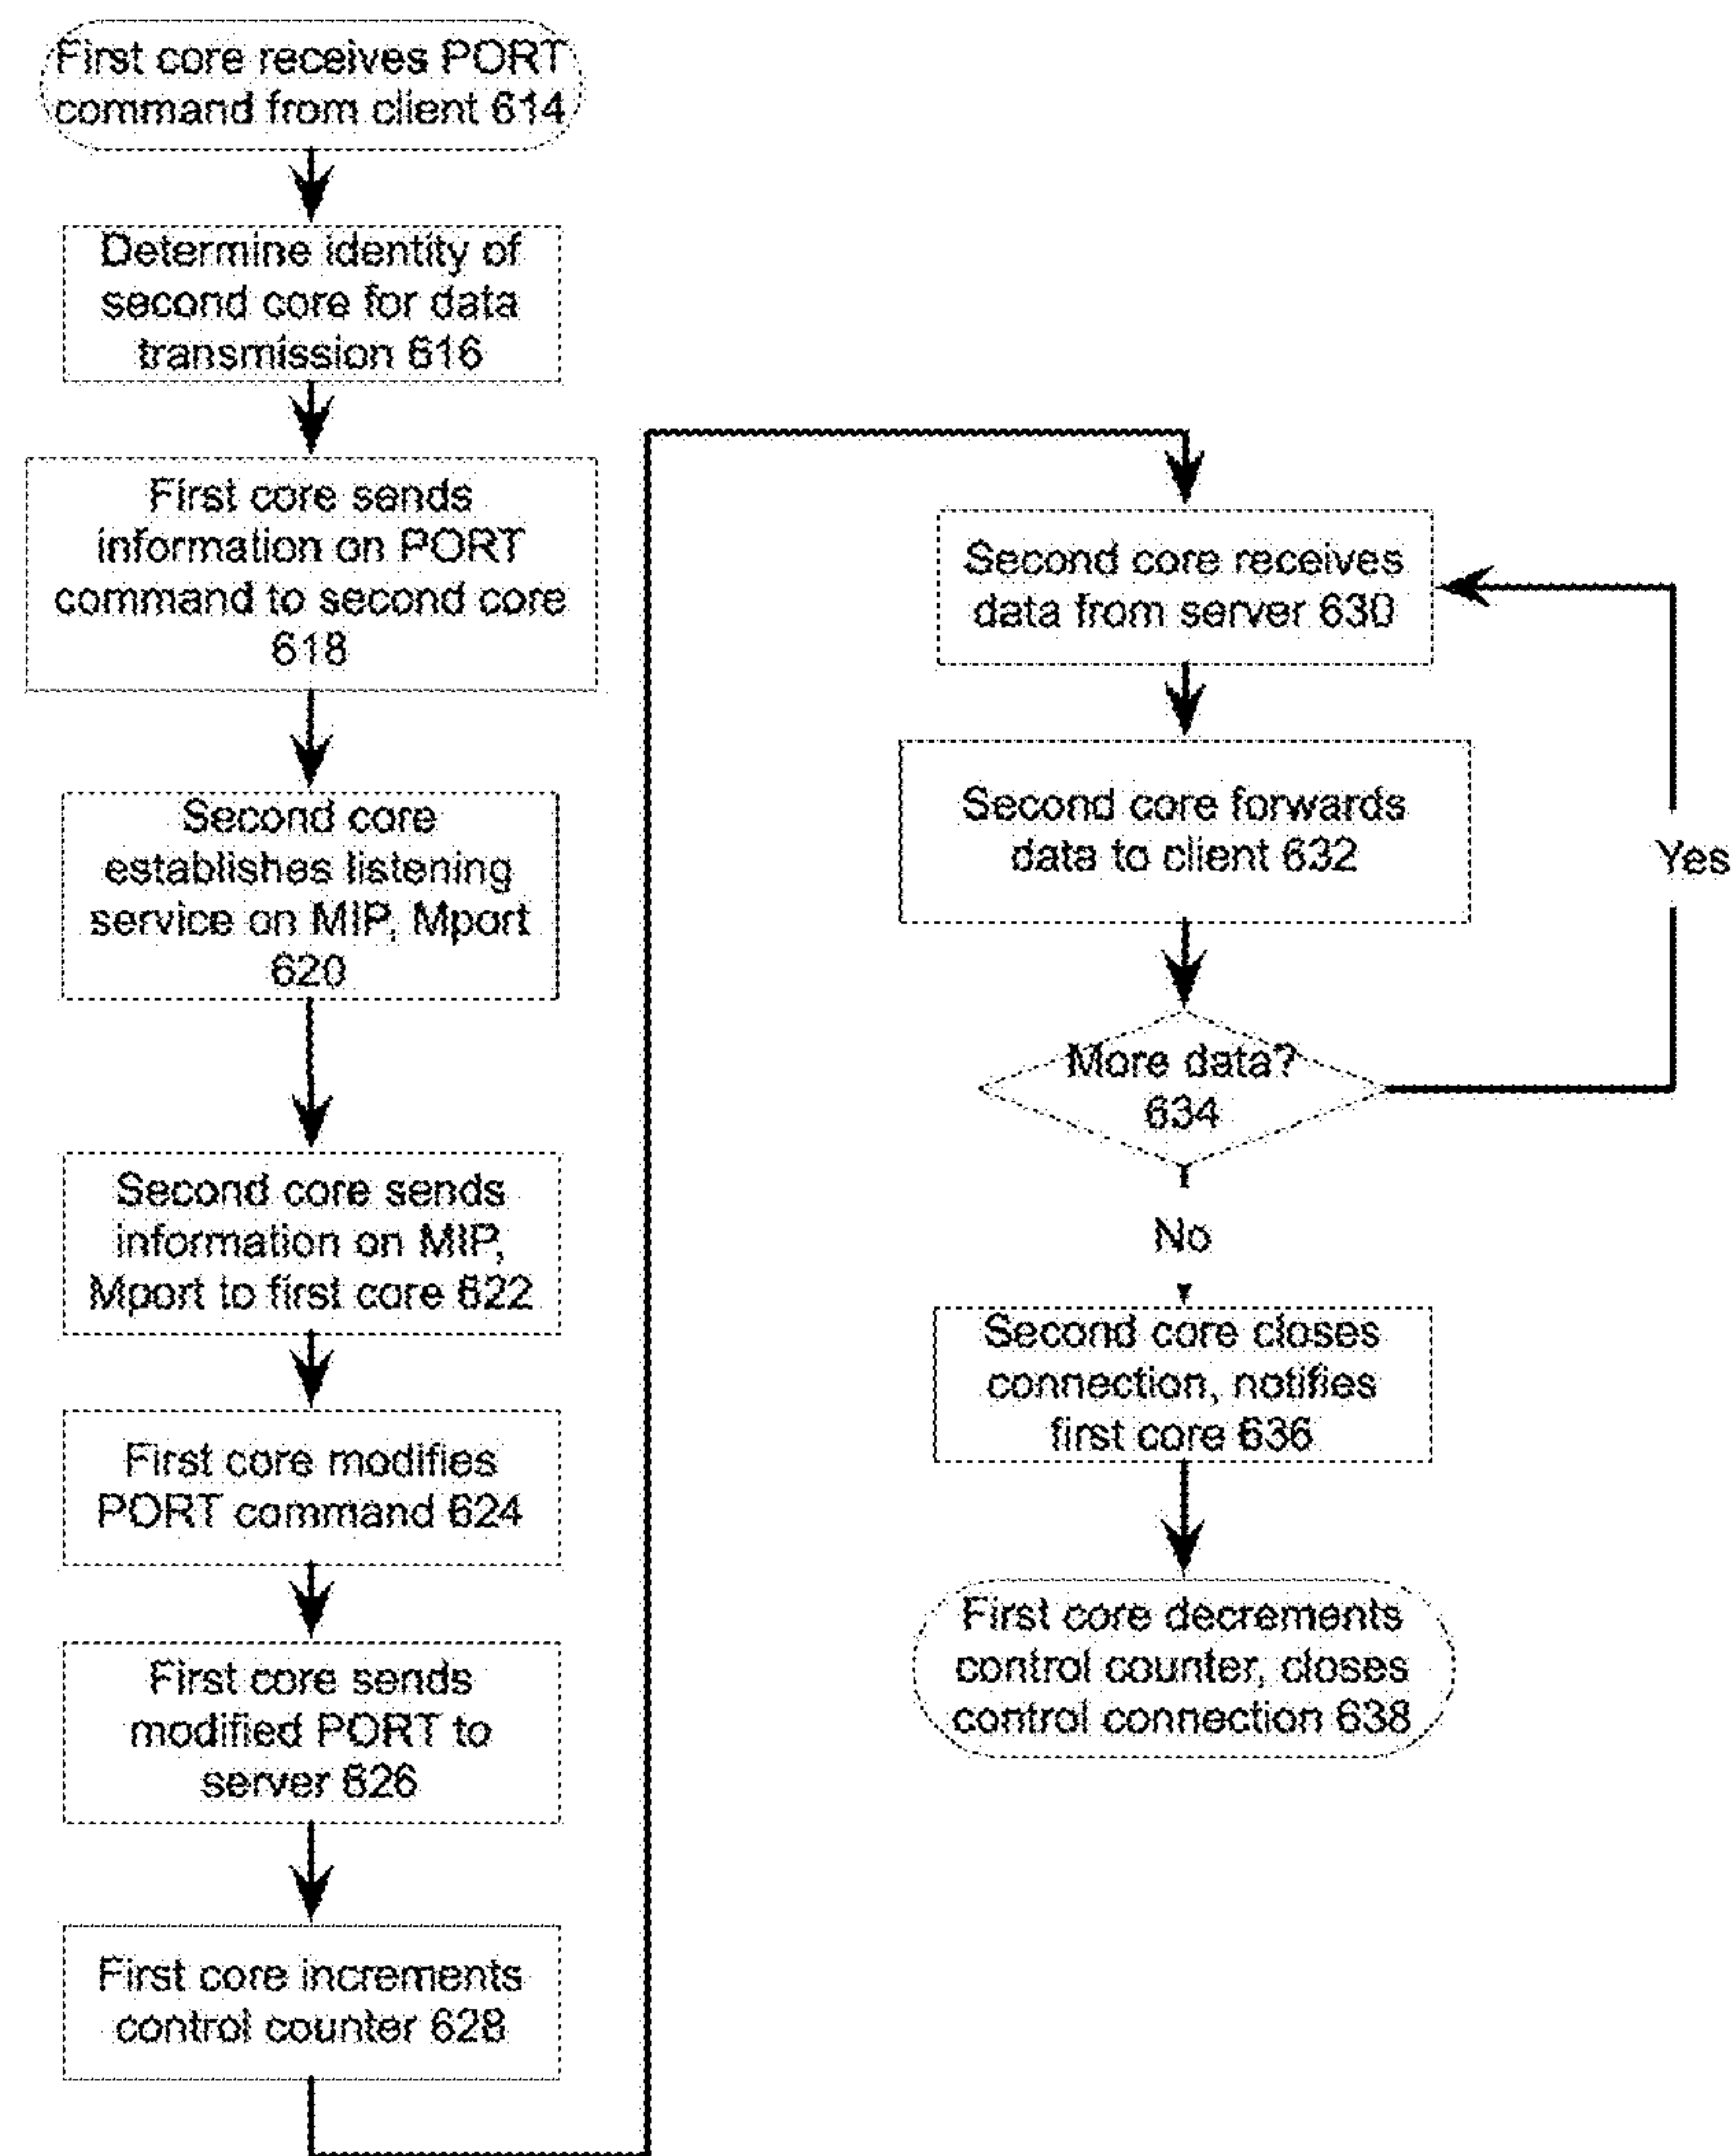 First core receives PORT
command from client 614
Determine identity of
second core for data
transmission 616
First core sends
information on PORT
command to second core
618
Second core
establishes listening
service on MIP, Mport
620
Second core sends
information on MIP,
Mport to first core 622
First core modifies
PORT command 624
First core sends
modified PORT to
server 626
First core increments
control counter 628
Second core receives
data from server 630
Second core forwards
data to client 632
Yes
More data?
634
No
Second core closes
connection, notifies
first core 636
First core decrements
control counter, closes
control connection 638